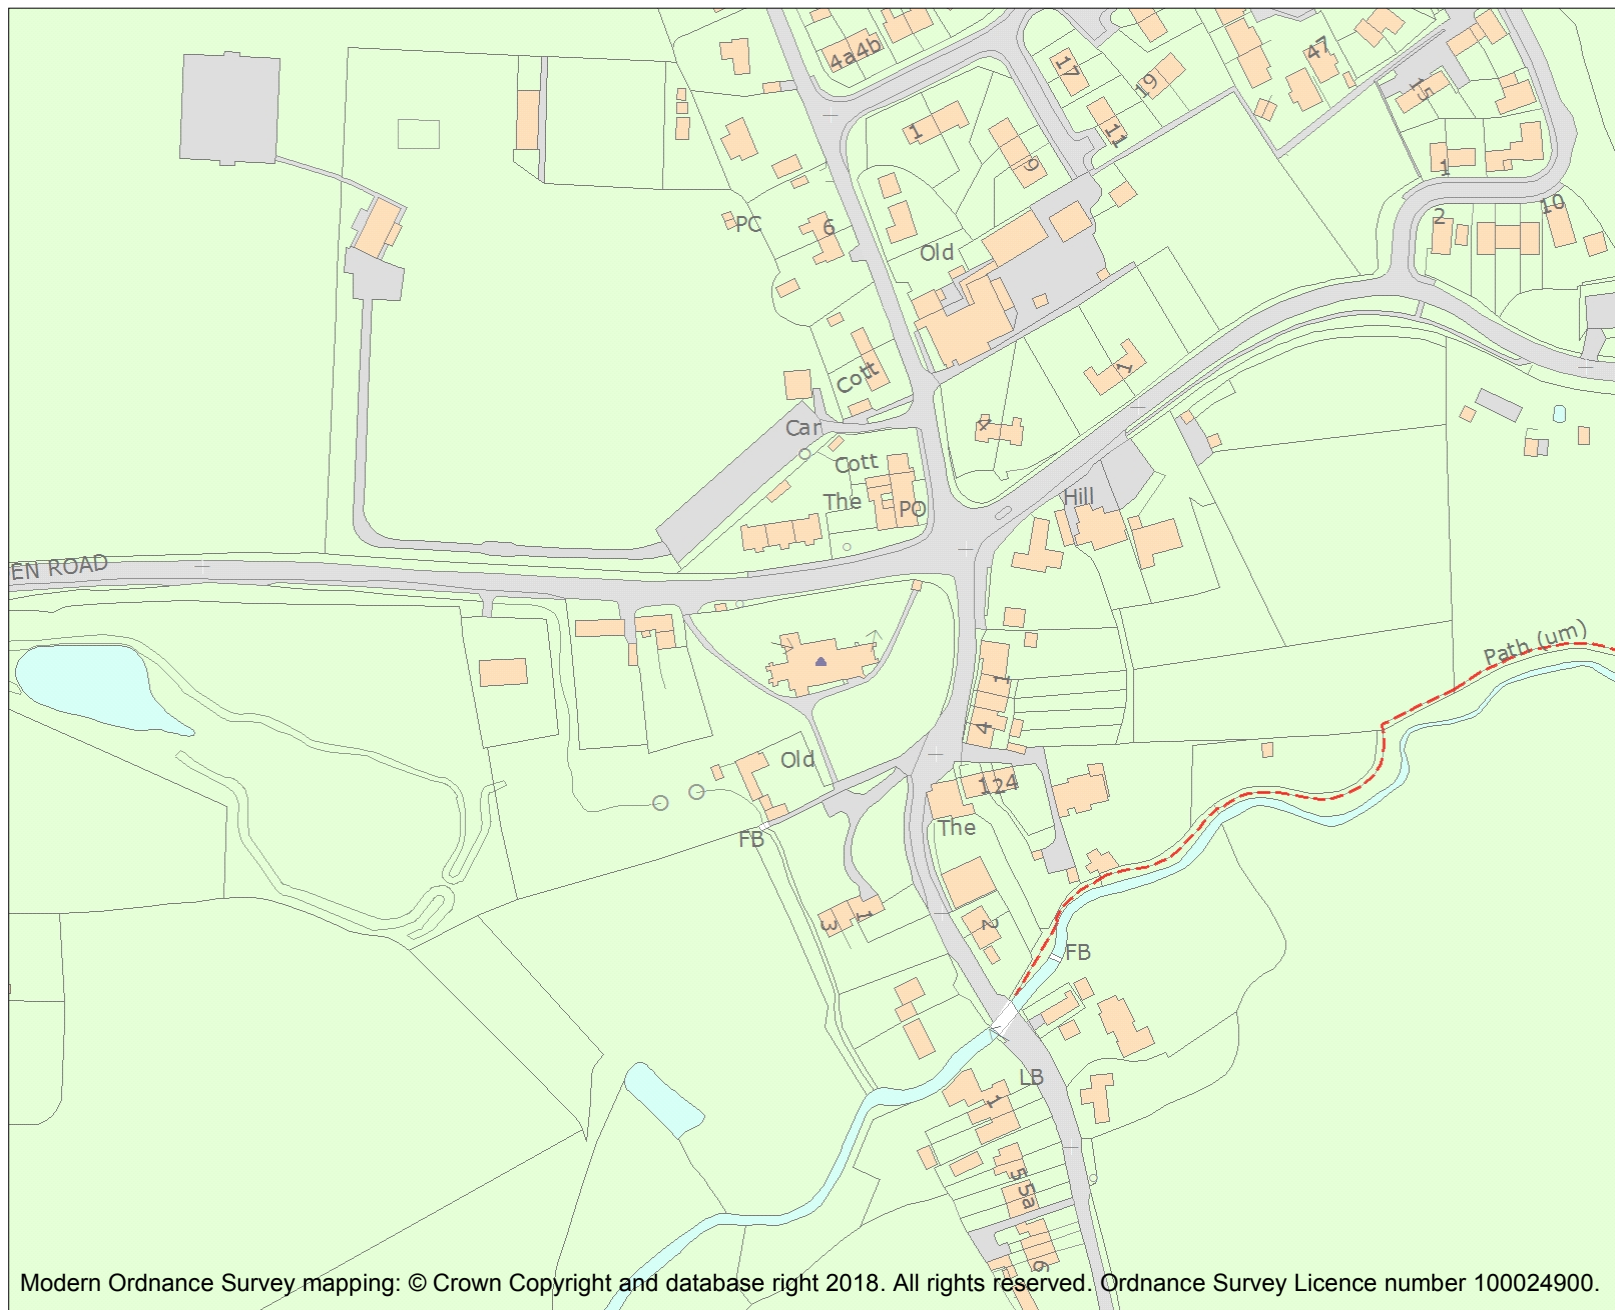 4a4b
17
47
19
15
1
11
9
1
PC
6
2
10
Old
Cott
1
4
Car
Cott
The
PO
Hill
EN ROAD
Path (um)
1
4
Old
124
The
FB
3
1
2
FB
LB
1
5
5a
6
Modern Ordnance Survey mapping: © Crown Copyright and database right 2018. All rights reserved. Ordnance Survey Licence number 100024900.